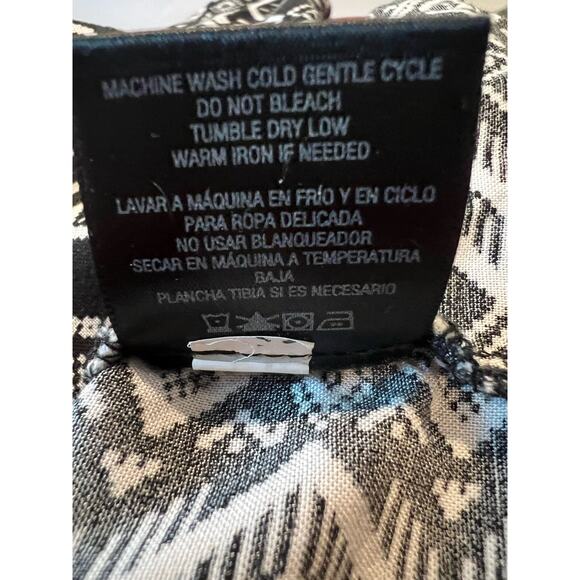 MACHINE WASH COLD GENTLE CYCLE
DO NOT BLEACH
TUMBLE DRY LOW
WARM IRON IF NEEDED
LAVAR A MÁQUINA EN FRÍO Y EN CICLO
PARA ROPA DELICADA
NO USAR BLANQUEADOR
SECAR EN MÁQUINA A TEMPERATURA
BAJA
PLANCHA TIBIA SI ES NECESARIO